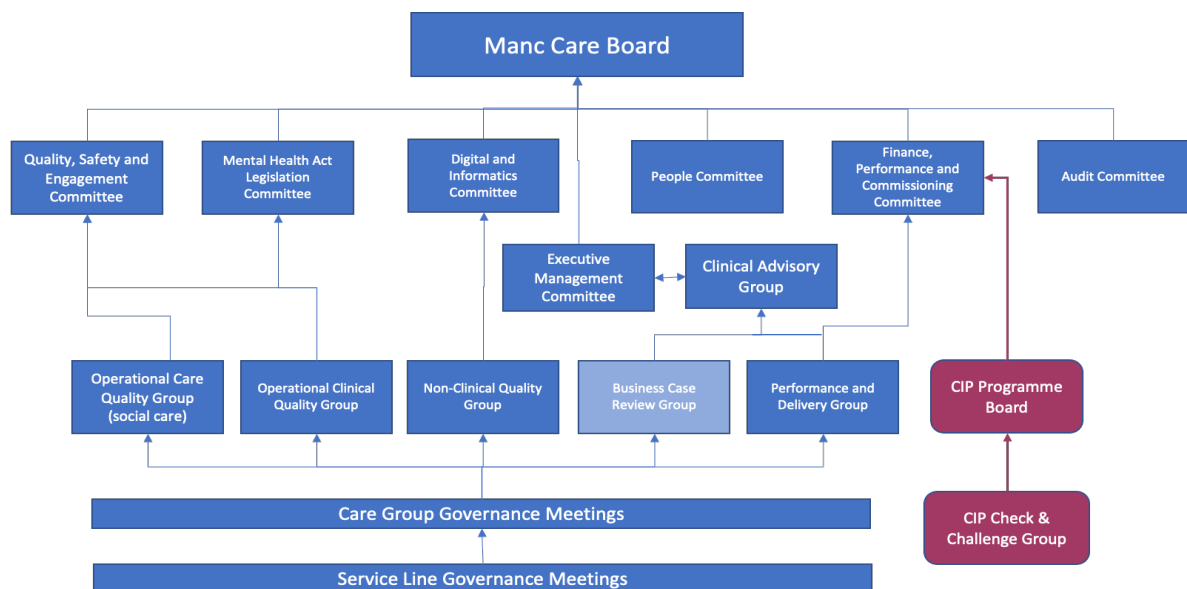 Manc Care Board
Quality, Safety and
Engagement
Committee
Mental Health Act
Legislation
Committee
Digital and
Informatics
Committee
People Committee
Finance,
Performance and
Commissioning
Committee
Audit Committee
Executive
Management
Committee
Clinical Advisory
Group
Operational Care
Quality Group
(social care)
Operational Clinical
Quality Group
Non-Clinical Quality
Group
Business Case
Review Group
Performance and
Delivery Group
CIP Programme
Board
Care Group Governance Meetings
CIP Check &
Challenge Group
Service Line Governance Meetings